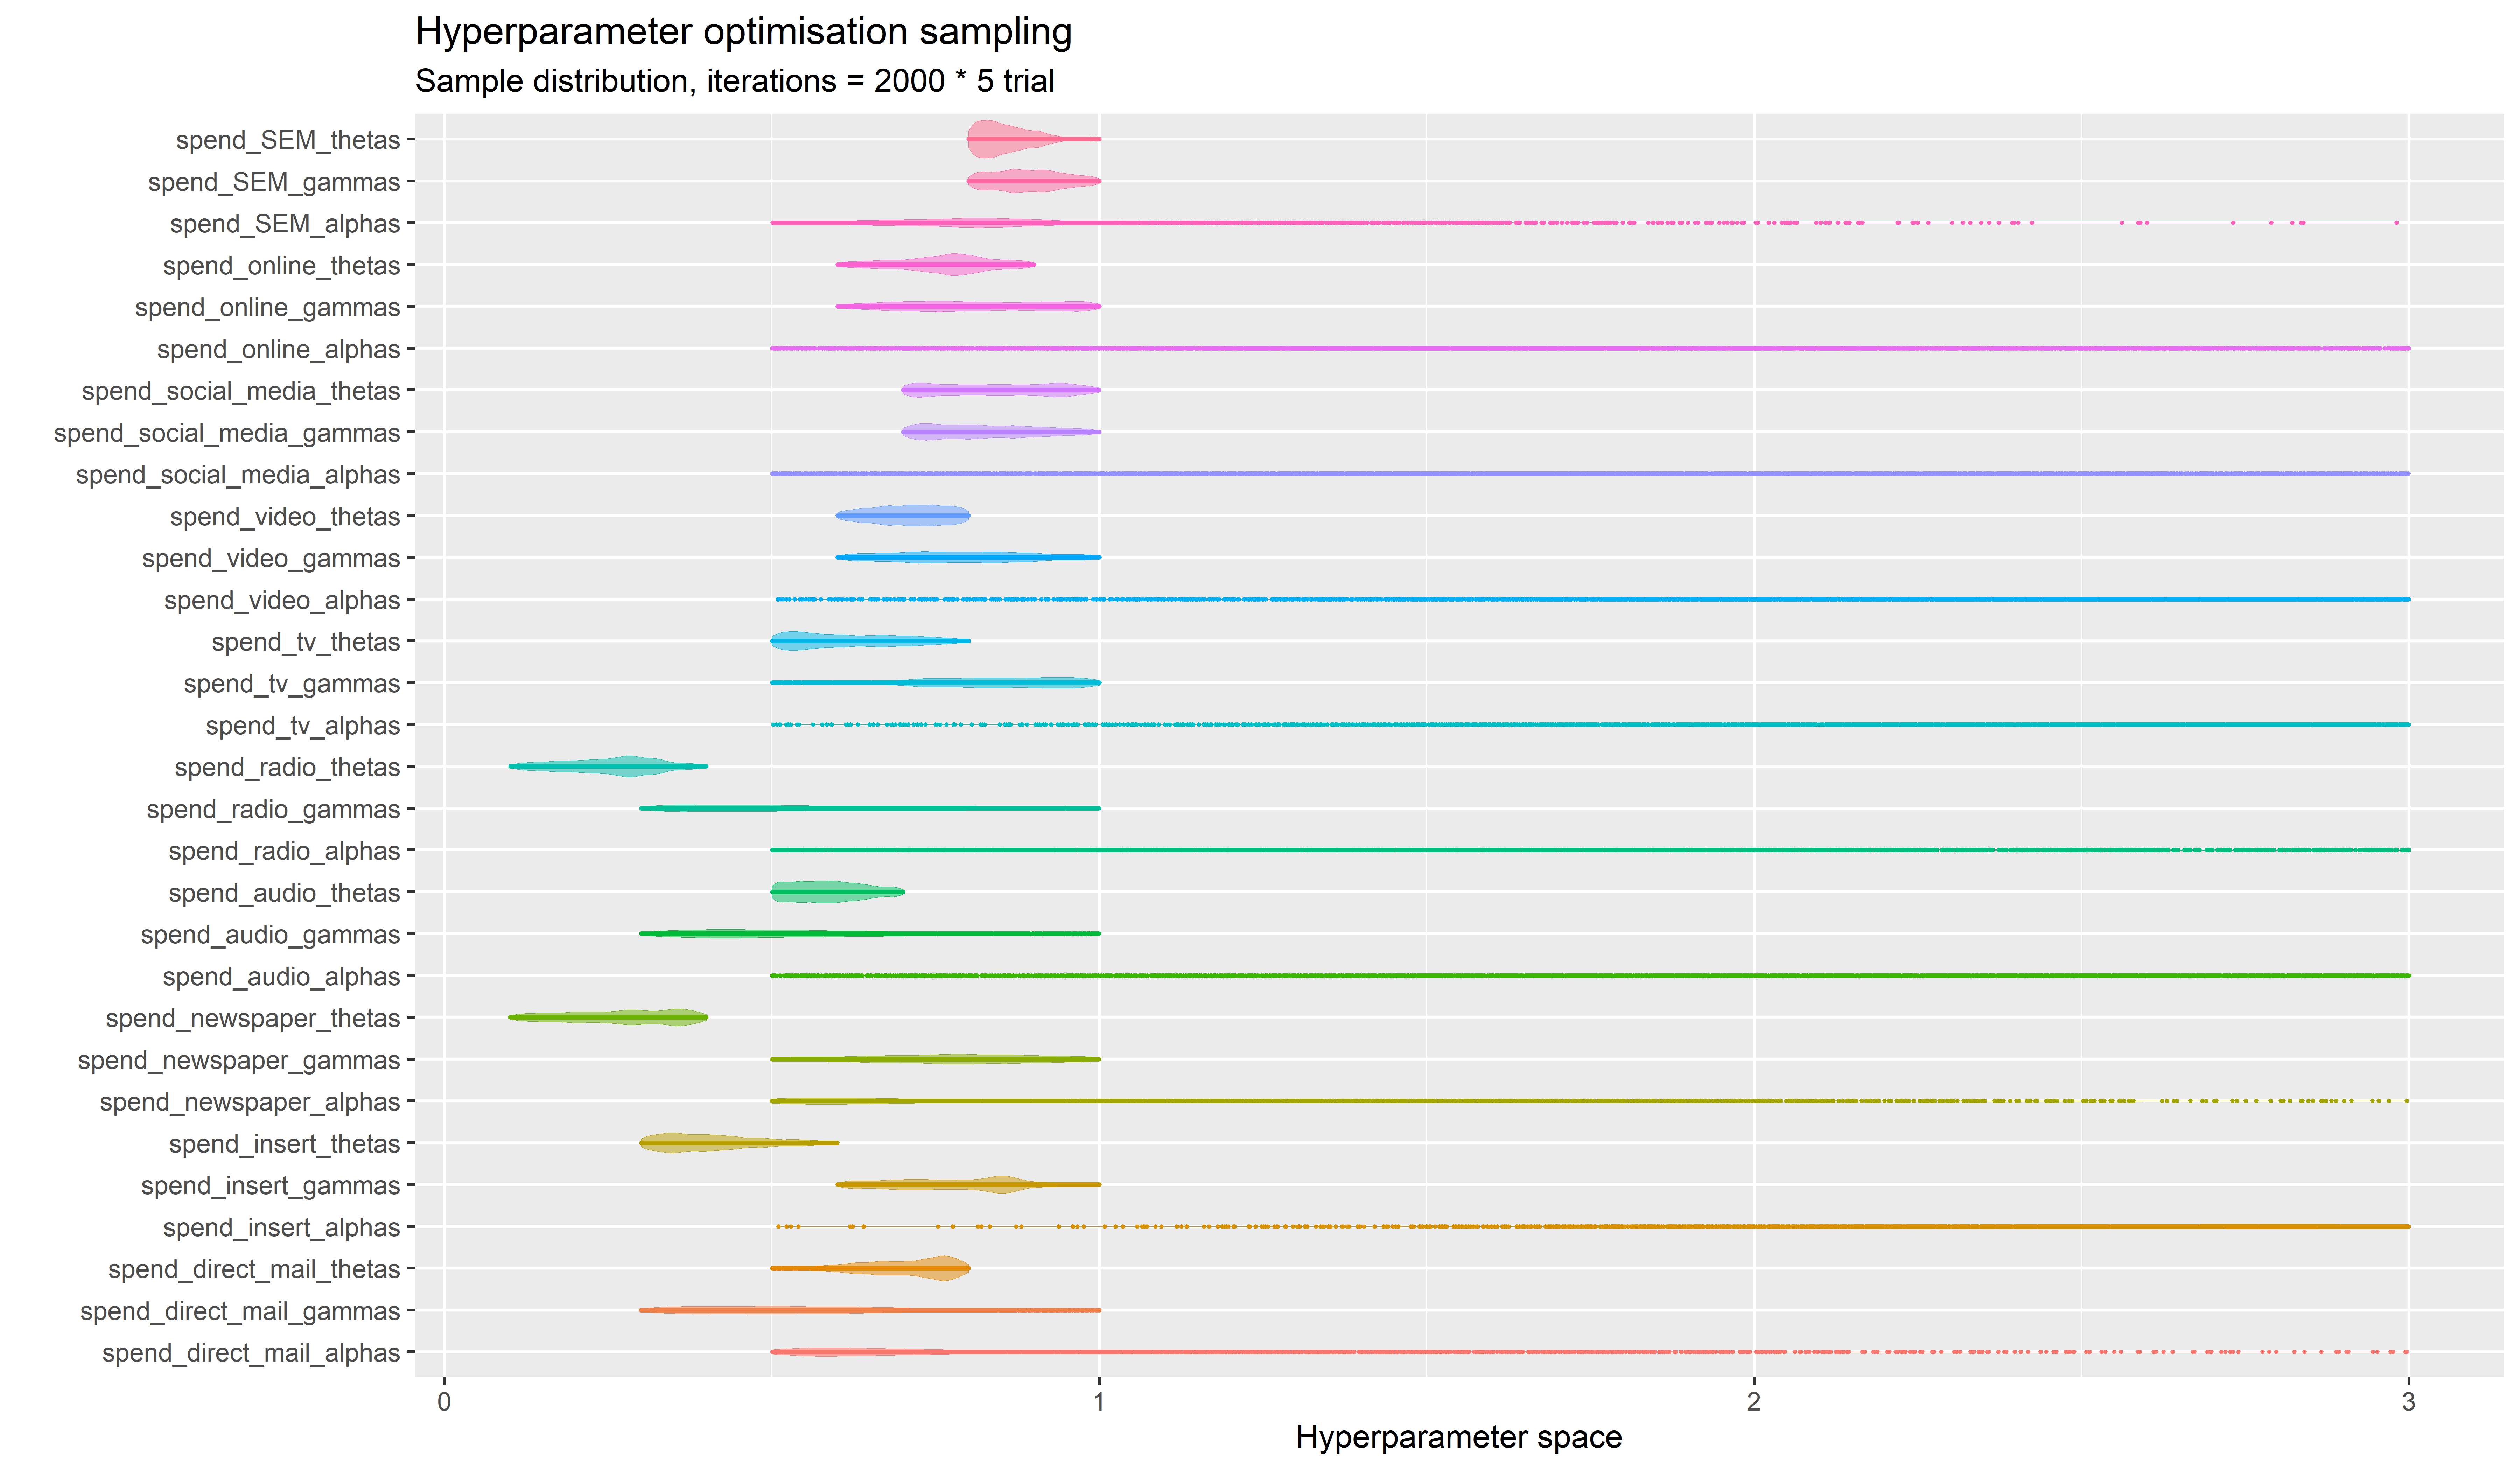 Hyperparameter optimisation sampling
Sample distribution, iterations = 2000 * 5 trial
spend_SEM_thetas
spend_SEM_gammas
spend_SEM_alphas
spend_online_thetas
spend_online_gammas
spend_online_alphas
spend_social_media_thetas
spend_social_media_gammas
spend_social_media_alphas
spend_video_thetas
spend_video_gammas
spend_video_alphas
spend_tv_thetas
spend_tv_gammas
spend_tv_alphas
spend_radio_thetas
spend_radio_gammas
spend_radio_alphas
spend_audio_thetas
spend_audio_gammas
spend_audio_alphas
spend_newspaper_thetas
spend_newspaper_gammas
spend_newspaper_alphas
spend_insert_thetas
spend_insert_gammas
spend_insert_alphas
spend_direct_mail_thetas
spend_direct_mail_gammas
spend_direct_mail_alphas
0 1 2 3
Hyperparameter space